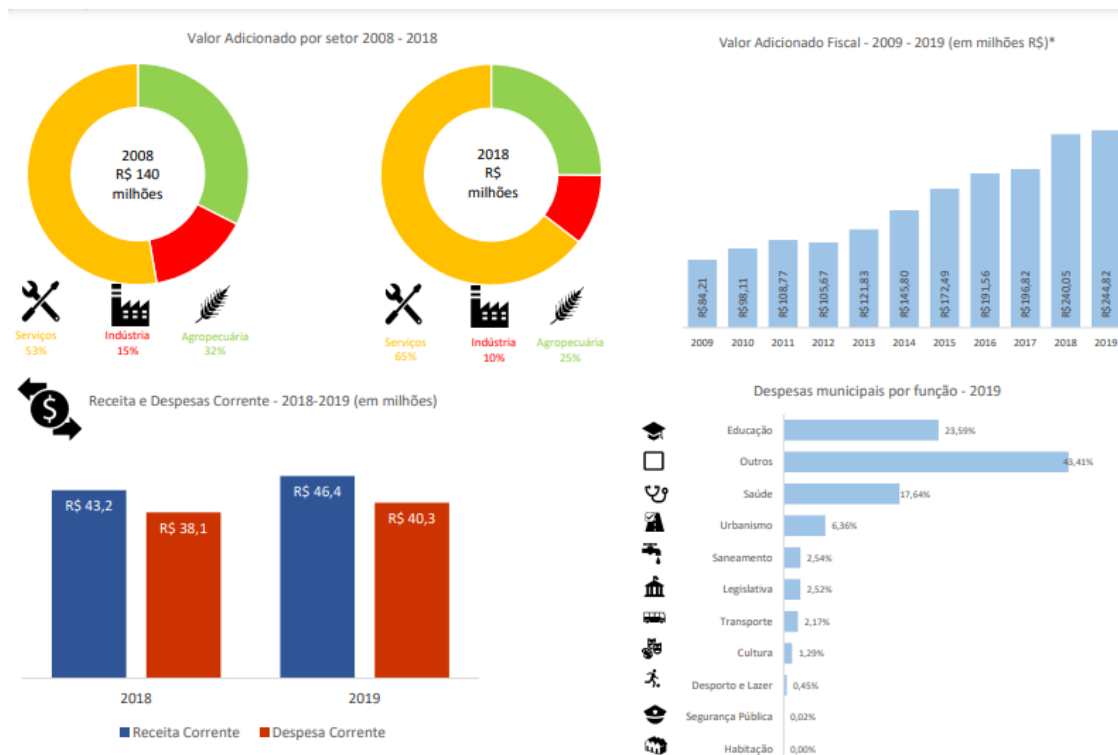 Valor Adicionado por setor 2008 - 2018
2008
R$ 140
milhões
Serviços
53%
Indústria
15%
Agropecuária
32%
2018
R$
milhões
Serviços
65%
Indústria
10%
Agropecuária
25%
Valor Adicionado Fiscal - 2009 - 2019 (em milhões R$)*
R$84,21
R$98,11
R$108,77
R$105,67
R$121,83
R$145,80
R$172,49
R$191,56
R$196,82
R$240,05
R$244,82
2009 2010 2011 2012 2013 2014 2015 2016 2017 2018 2019
$
Receita e Despesas Corrente - 2018-2019 (em milhões)
R$ 43,2
R$ 38,1
R$ 46,4
R$ 40,3
2018 2019
Receita Corrente Despesa Corrente
Despesas municipais por função - 2019
Educação 23,59%
Outros 43,41%
Saúde 17,64%
Urbanismo 6,36%
Saneamento 2,54%
Legislativa 2,52%
Transporte 2,17%
Cultura 1,29%
Desporto e Lazer 0,45%
Segurança Pública 0,02%
Habitação 0,00%